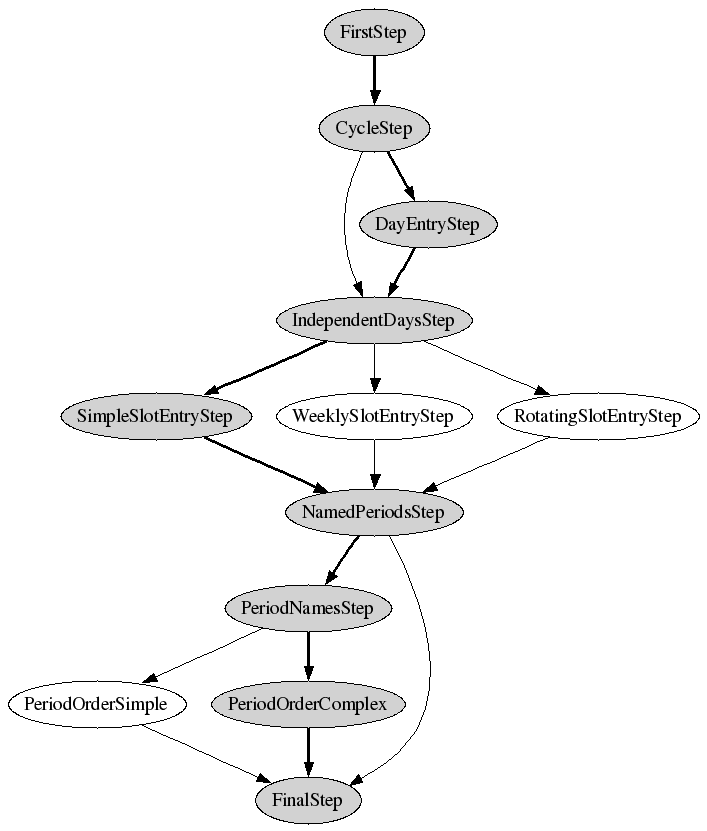 FirstStep
CycleStep
DayEntryStep
IndependentDaysStep
SimpleSlotEntryStep
WeeklySlotEntryStep
RotatingSlotEntryStep
NamedPeriodsStep
PeriodNamesStep
PeriodOrderSimple
PeriodOrderComplex
FinalStep